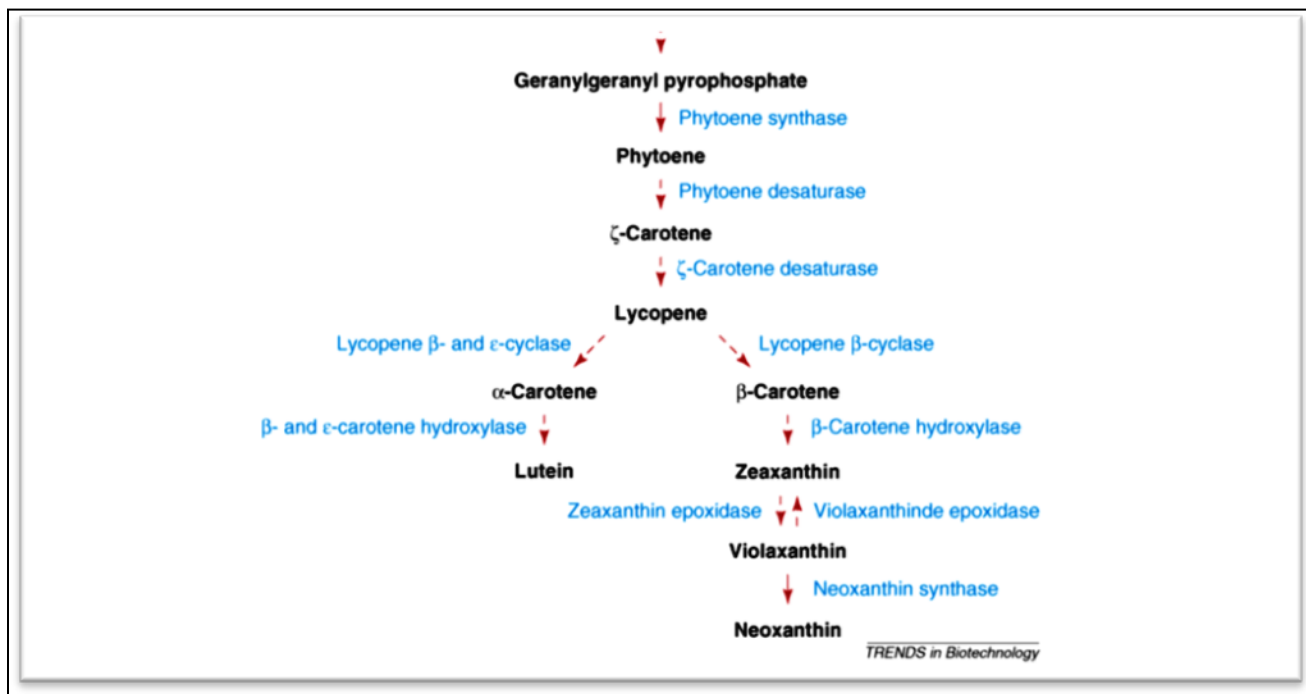 Geranylgeranyl pyrophosphate
Phytoene synthase
Phytoene
Phytoene desaturase
ζ-Carotene
ζ-Carotene desaturase
Lycopene
Lycopene β- and ε-cyclase
Lycopene β-cyclase
α-Carotene
β-Carotene
β- and ε-carotene hydroxylase
β-Carotene hydroxylase
Lutein
Zeaxanthin
Zeaxanthin epoxidase
Violaxanthinde epoxidase
Violaxanthin
Neoxanthin synthase
Neoxanthin
TRENDS in Biotechnology